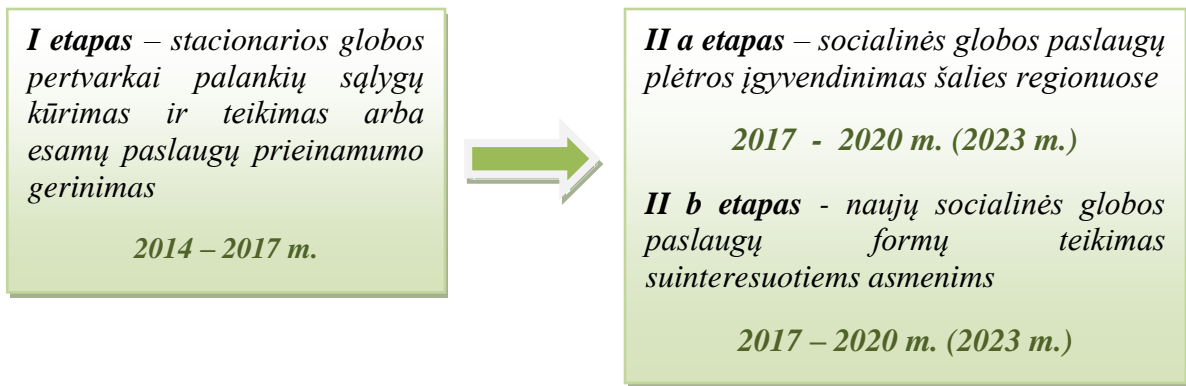 I etapas – stacionarios globos
pertvarkai palankių sąlygų
kūrimas ir teikimas arba
esamų paslaugų prieinamumo
gerinimas
2014 – 2017 m.
II a etapas – socialinės globos paslaugų
plėtros įgyvendinimas šalies regionuose
2017 - 2020 m. (2023 m.)
II b etapas - naujų socialinės globos
paslaugų formų teikimas
suinteresuotiems asmenims
2017 – 2020 m. (2023 m.)